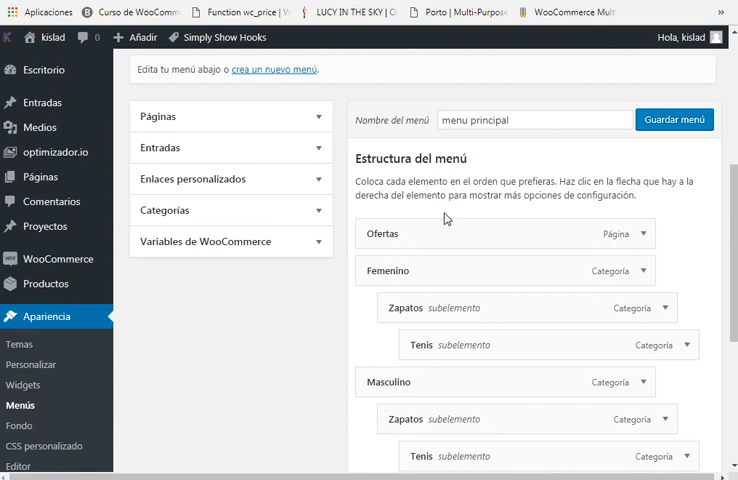 Aplicaciones Curso de WooComm Function wc_price | W LUCY IN THE SKY | O Porto | Multi-Purpose WooCommerce Mult »
kislad 0 Añadir Simply Show Hooks Hola, kislad
Escritorio
Entradas
Medios
optimizador.io
Páginas
Comentarios
Proyectos
WooCommerce
Productos
Apariencia
Temas
Personalizar
Widgets
Menús
Fondo
CSS personalizado
Editor
Edita tu menú abajo o crea un nuevo menú.
Páginas
Entradas
Enlaces personalizados
Categorías
Variables de WooCommerce
Nombre del menú menu principal Guardar menú
Estructura del menú
Coloca cada elemento en el orden que prefieras. Haz clic en la flecha que hay a la
derecha del elemento para mostrar más opciones de configuración.
Ofertas Página
Femenino Categoría
Zapatos subelemento Categoría
Tenis subelemento Categoría
Masculino Categoría
Zapatos subelemento Categoría
Tenis subelemento Categoría